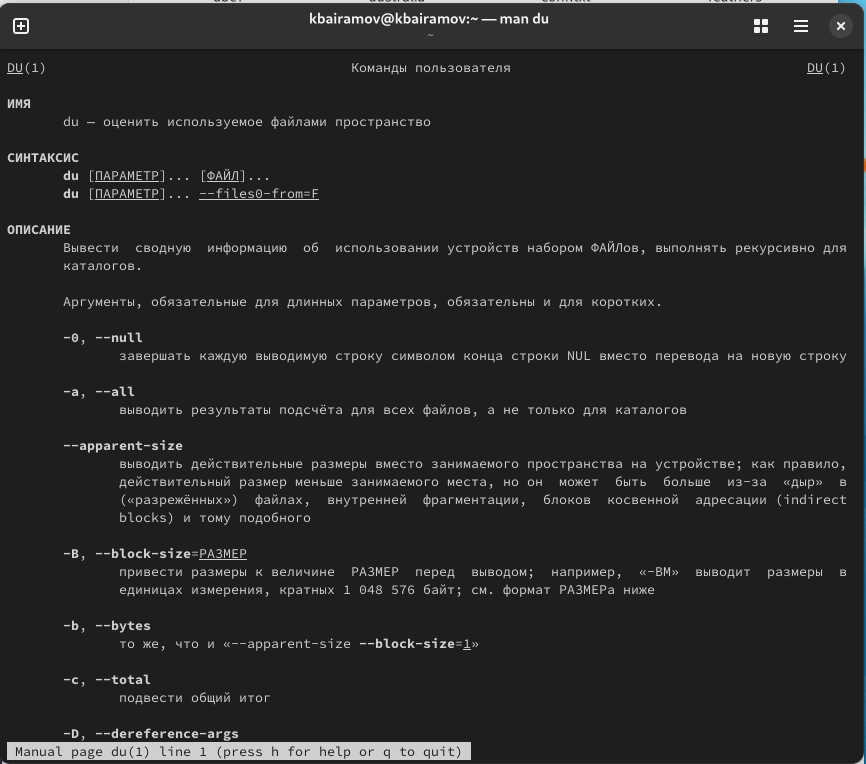 kbairamov@kbairamov:~ — man du
~
DU(1) Команды пользователя DU(1)
ИМЯ
du — оценить используемое файлами пространство
СИНТАКСИС
du [ПАРАМЕТР]... [ФАЙЛ]...
du [ПАРАМЕТР]... --files0-from=F
ОПИСАНИЕ
Вывести сводную информацию об использовании устройств набором ФАЙЛов, выполнять рекурсивно для
каталогов.
Аргументы, обязательные для длинных параметров, обязательны и для коротких.
-0, --null
завершать каждую выводимую строку символом конца строки NUL вместо перевода на новую строку
-a, --all
выводить результаты подсчёта для всех файлов, а не только для каталогов
--apparent-size
выводить действительные размеры вместо занимаемого пространства на устройстве; как правило,
действительный размер меньше занимаемого места, но он может быть больше из-за «дыр» в
(«разрежённых») файлах, внутренней фрагментации, блоков косвенной адресации (indirect
blocks) и тому подобного
-B, --block-size=РАЗМЕР
привести размеры к величине РАЗМЕР перед выводом; например, «-BM» выводит размеры в
единицах измерения, кратных 1 048 576 байт; см. формат РАЗМЕРа ниже
-b, --bytes
то же, что и «--apparent-size --block-size=1»
-c, --total
подвести общий итог
-D, --dereference-args
Manual page du(1) line 1 (press h for help or q to quit)